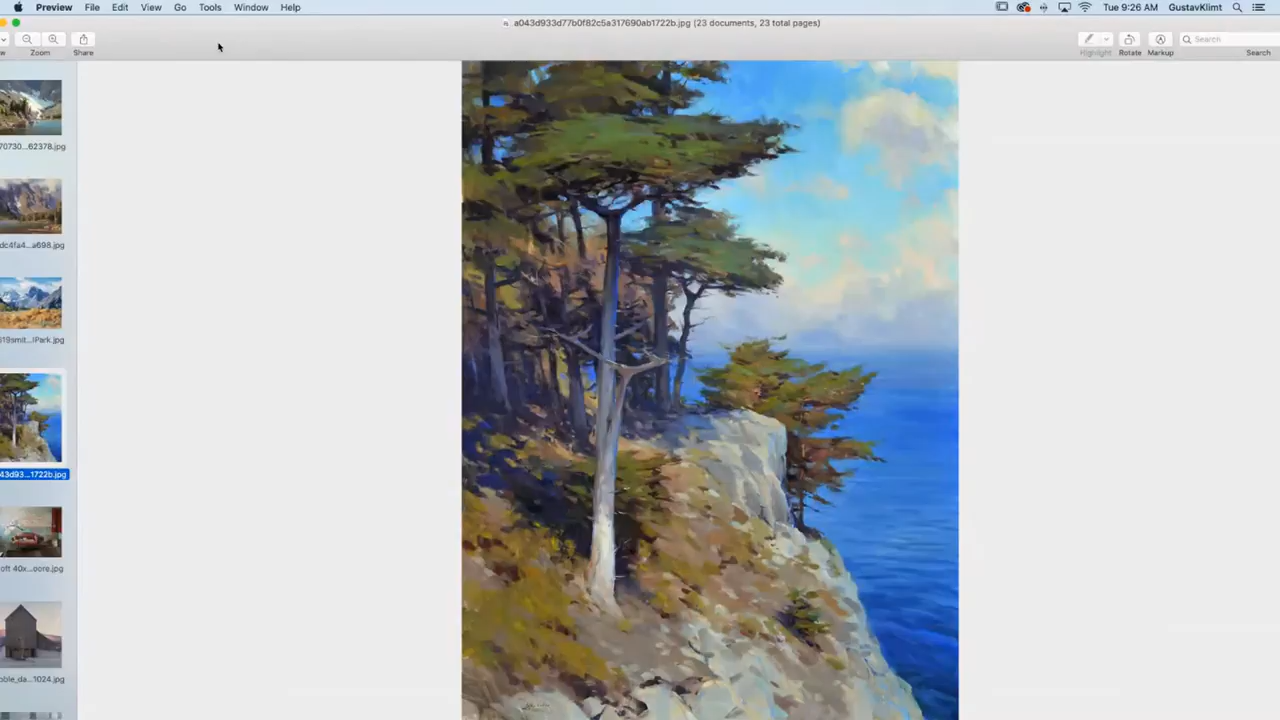 Preview File Edit View Go Tools Window Help Tue 9:26 AM GustavKlimt
a043d933d77b0f82c5a317690ab1722b.jpg (23 documents, 23 total pages)
Search
Zoom Share Highlight Rotate Markup Search
70730...62378.jpg
dc4fa4...a698.jpg
819smit...lPark.jpg
43d93...1722b.jpg
oft 40x...oore.jpg
oble_da...1024.jpg